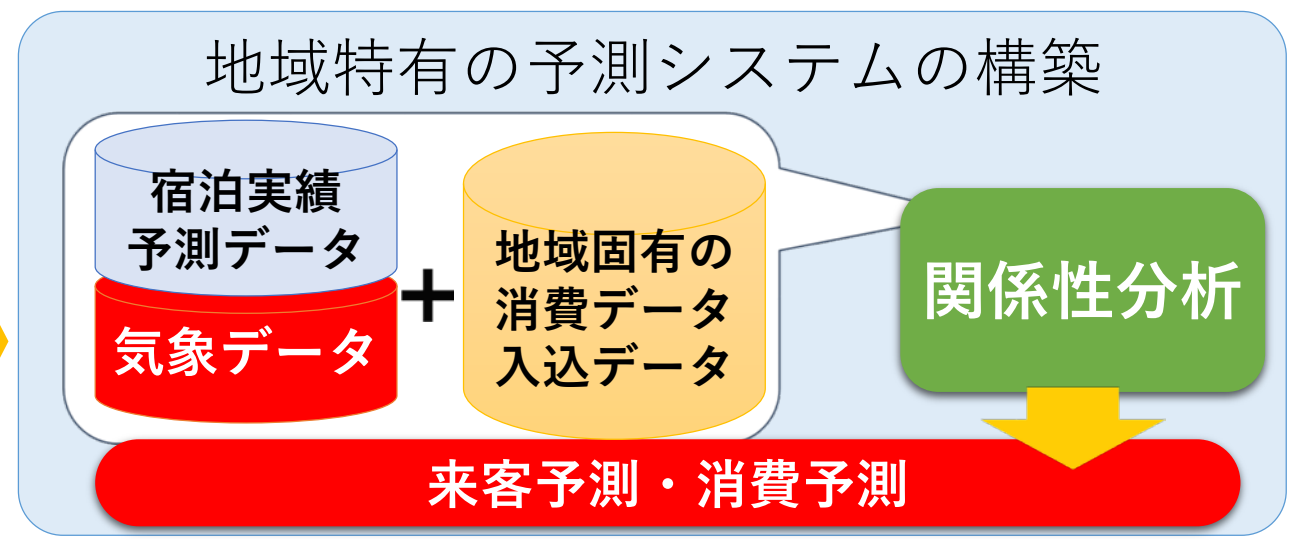 地域特有の予測システムの構築
宿泊実績
予測データ
気象データ
+
地域固有の
消費データ
入込データ
関係性分析
来客予測・消費予測